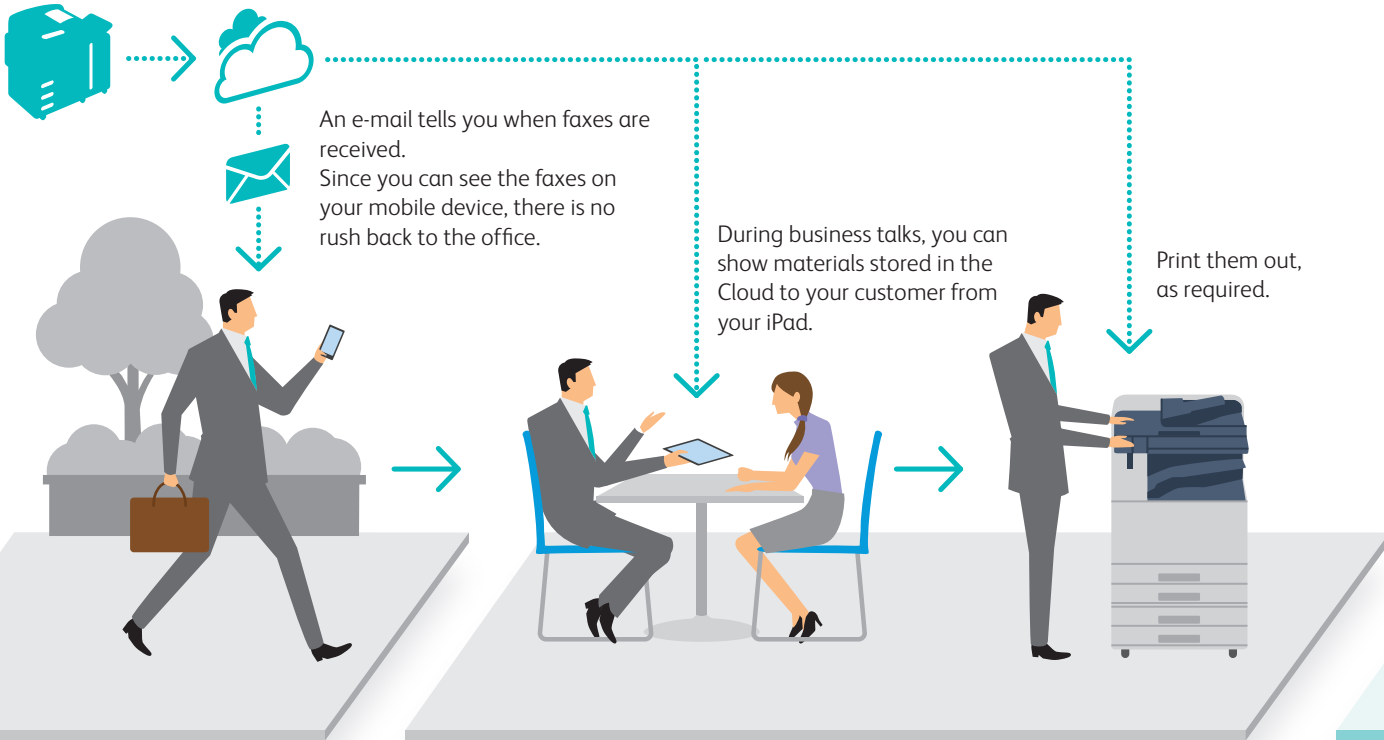 An e-mail tells you when faxes are
received.
Since you can see the faxes on
your mobile device, there is no
rush back to the office.
During business talks, you can
show materials stored in the
Cloud to your customer from
your iPad.
Print them out,
as required.